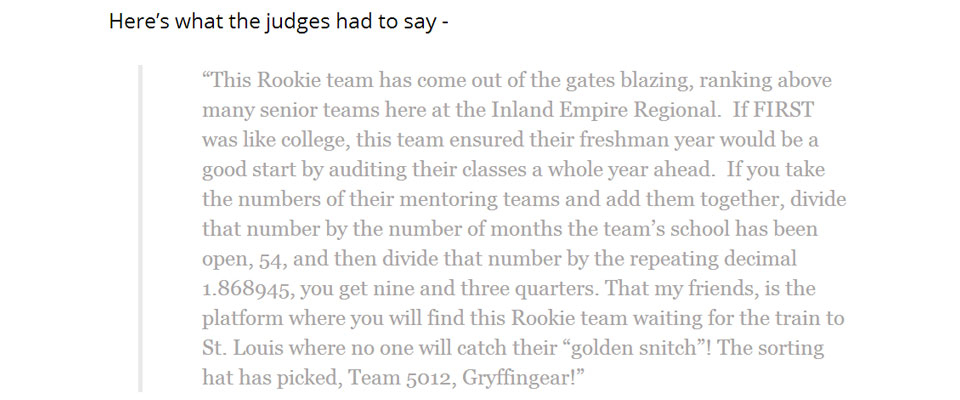 Here’s what the judges had to say -
“This Rookie team has come out of the gates blazing, ranking above
many senior teams here at the Inland Empire Regional.  If FIRST
was like college, this team ensured their freshman year would be a
good start by auditing their classes a whole year ahead.  If you take
the numbers of their mentoring teams and add them together, divide
that number by the number of months the team’s school has been
open, 54, and then divide that number by the repeating decimal
1.868945, you get nine and three quarters. That my friends, is the
platform where you will find this Rookie team waiting for the train to
St. Louis where no one will catch their “golden snitch”! The sorting
hat has picked, Team 5012, Gryffingear!”